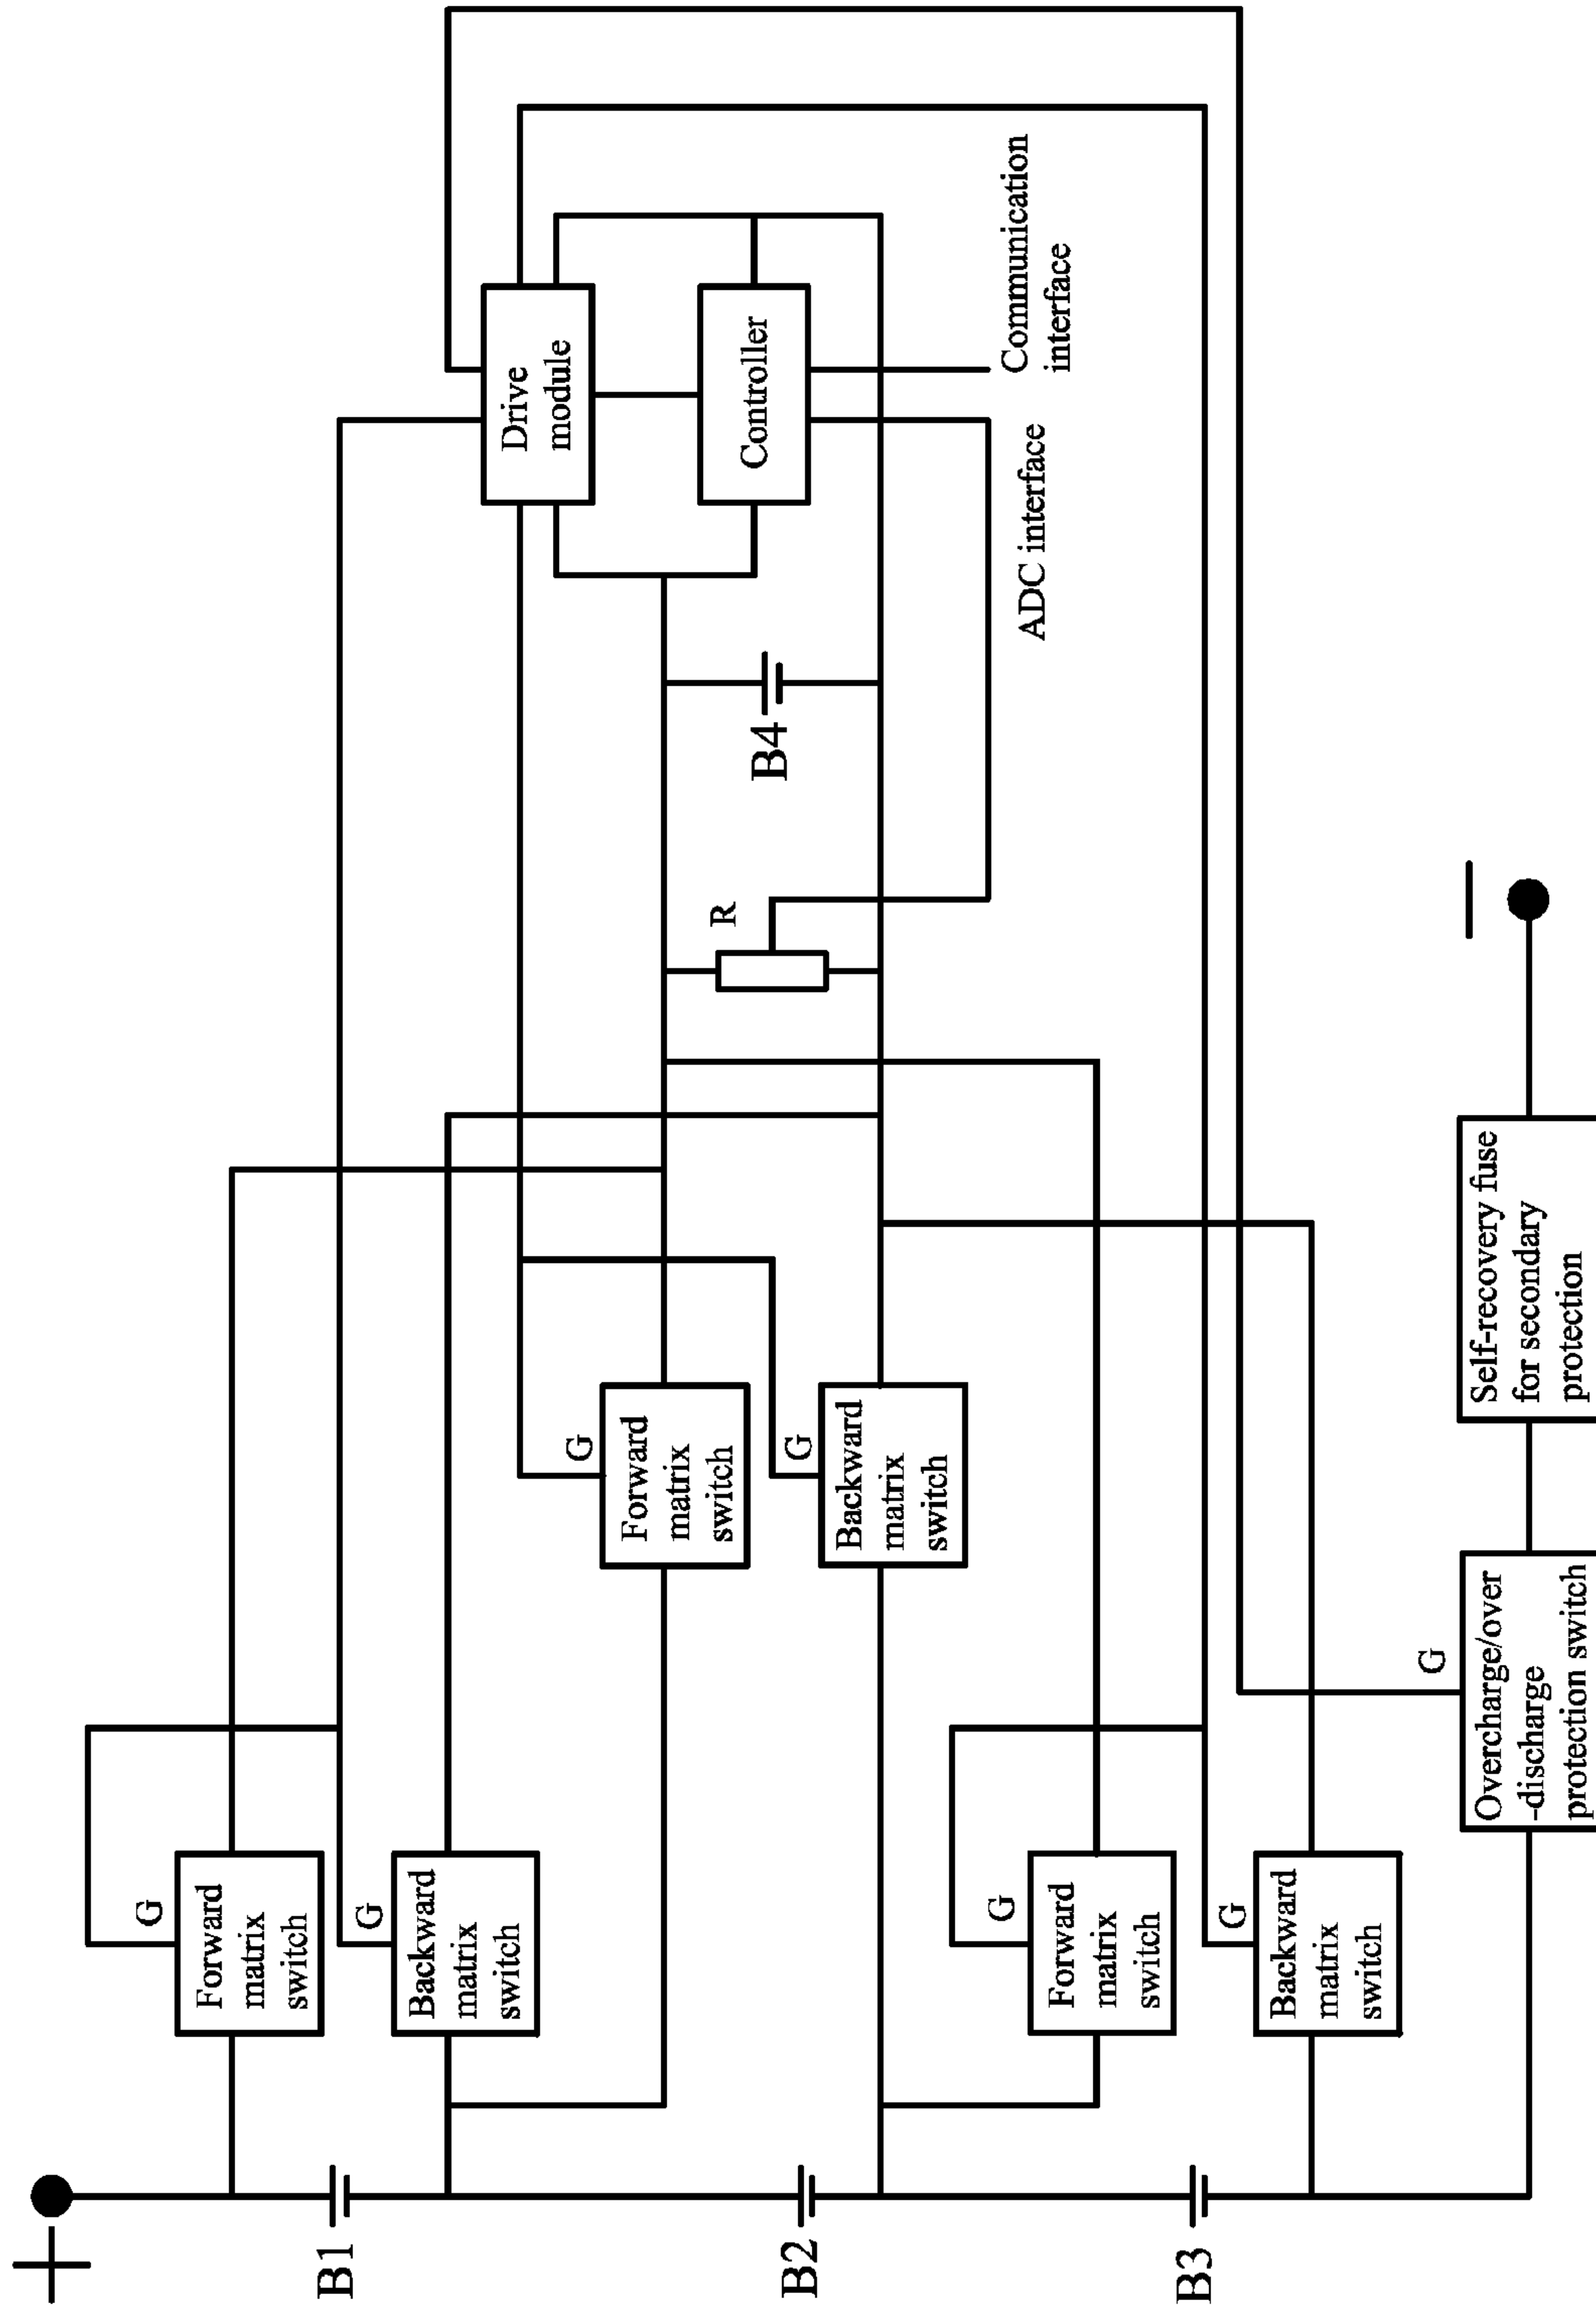 Drive
module
Controller
Communication
interface
ADC interface
B4
R
G
Forward
matrix
switch
G
Backward
matrix
switch
G
Forward
matrix
switch
G
Backward
matrix
switch
G
Forward
matrix
switch
G
Backward
matrix
switch
G
Overcharge/over
-discharge
protection switch
Self-recovery fuse
for secondary
protection
+
B1
B2
B3
—